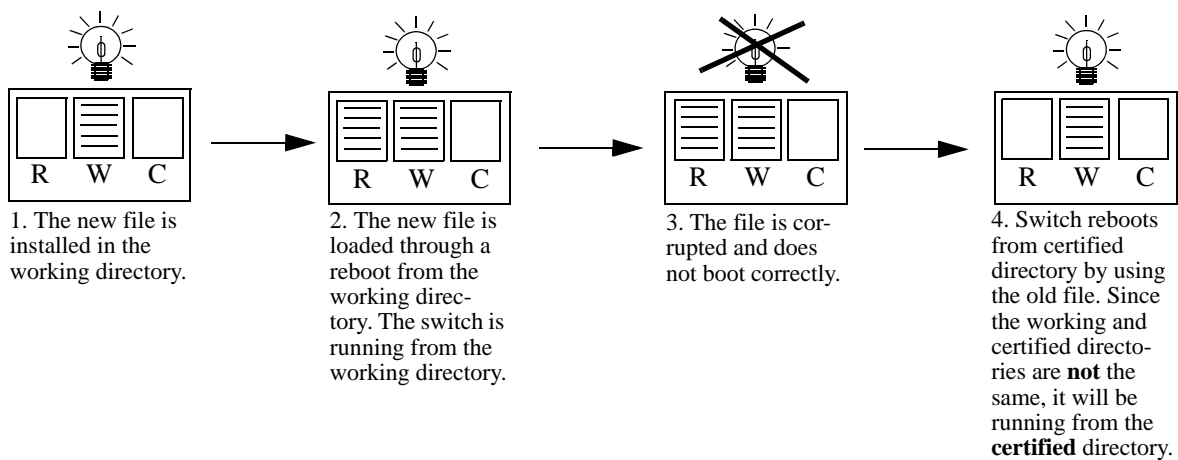 R W C
1. The new file is
installed in the
working directory.
R W C
2. The new file is
loaded through a
reboot from the
working direc-
tory. The switch is
running from the
working directory.
R W C
3. The file is cor-
rupted and does
not boot correctly.
R W C
4. Switch reboots
from certified
directory by using
the old file. Since
the working and
certified directo-
ries are not the
same, it will be
running from the
certified directory.